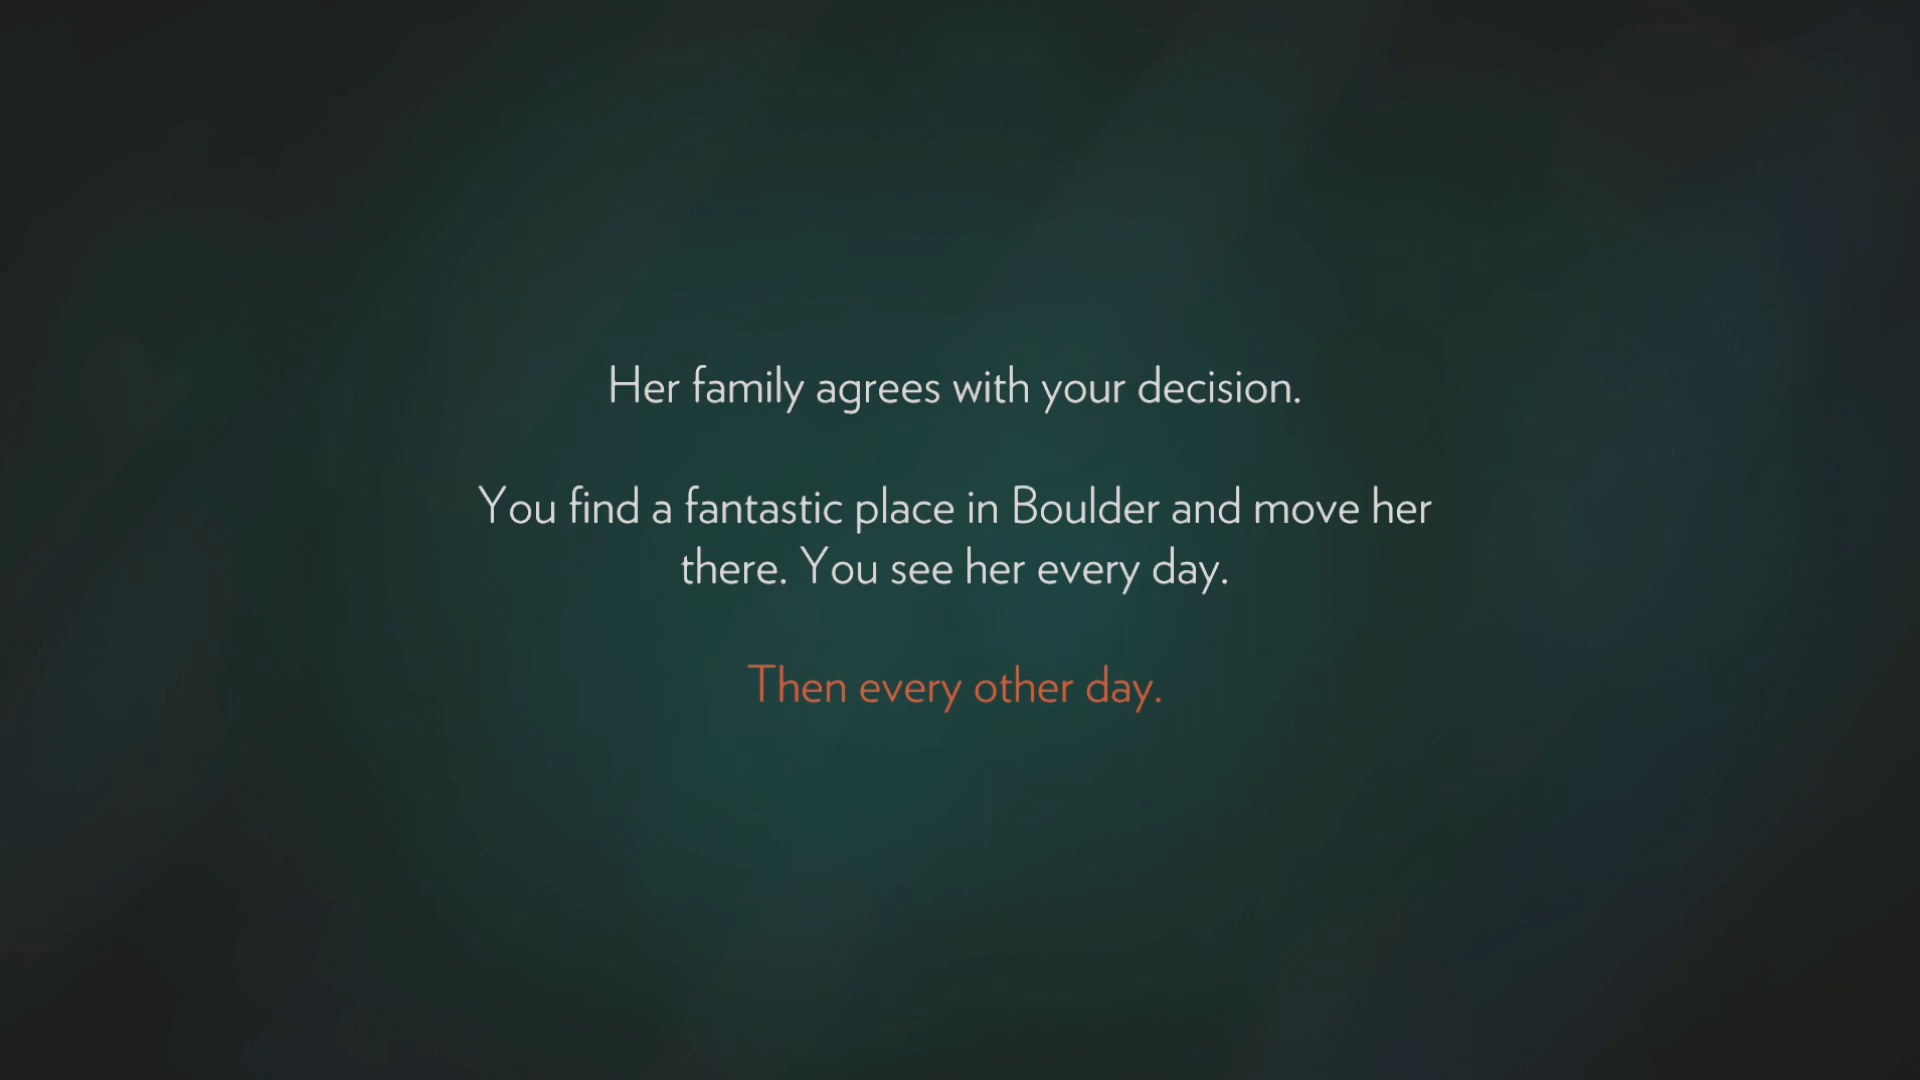 Her family agrees with your decision.
You find a fantastic place in Boulder and move her
there. You see her every day.
Then every other day.